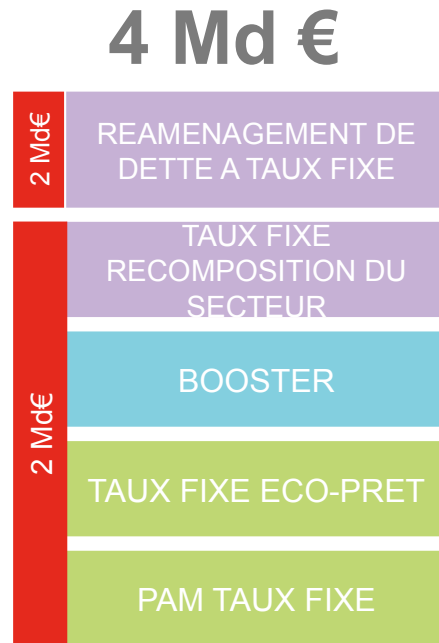 4 Md €
2 Md€
REAMENAGEMENT DE
DETTE A TAUX FIXE
2 Md€
TAUX FIXE
RECOMPOSITION DU
SECTEUR
BOOSTER
TAUX FIXE ECO-PRET
PAM TAUX FIXE